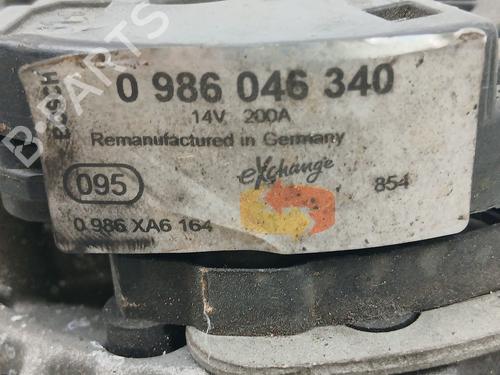 BOSCH
0 986 046 340
14V 200A
Remanufactured in Germany
eXchange
095
854
0 986 XA6 164
B-PARTS